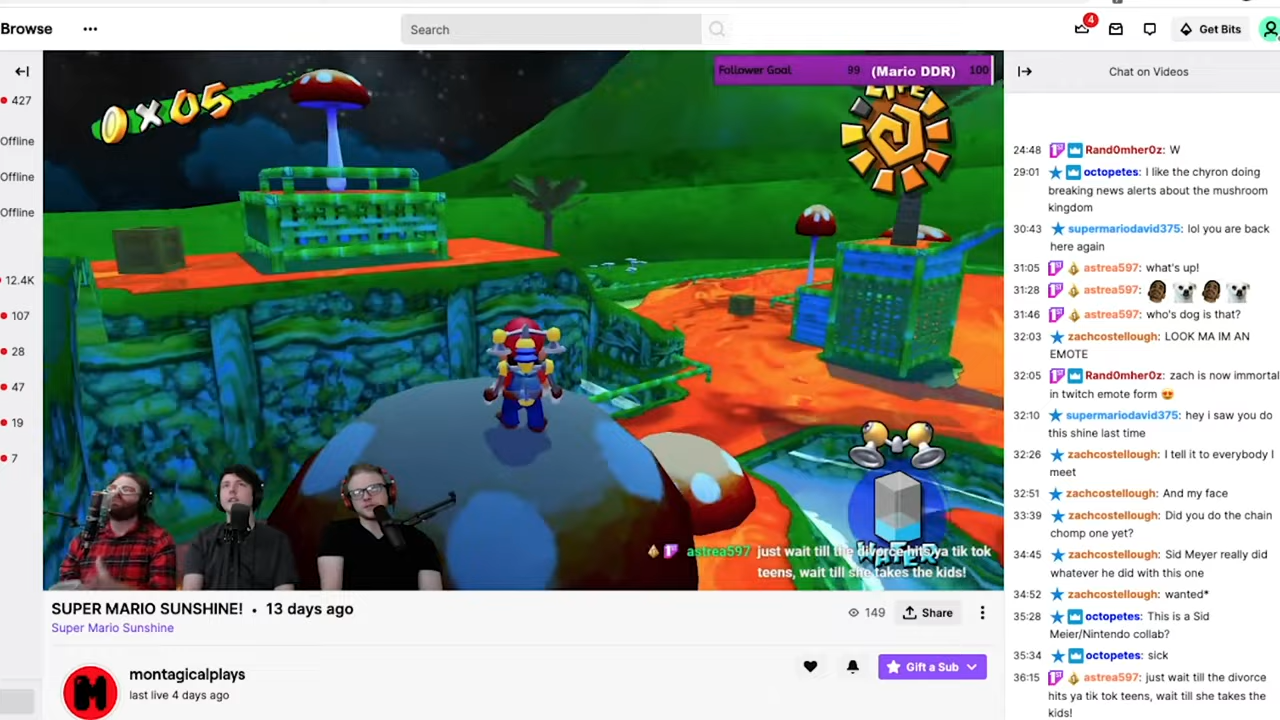 Browse
Search
4
Get Bits
427
Offline
Offline
Offline
12.4K
107
28
47
19
7
0×05
Follower Goal 99 (Mario DDR) 100
LIFE
WATER
astrea597 just wait till the divorce hits ya tik tok
teens, wait till she takes the kids!
SUPER MARIO SUNSHINE! • 13 days ago
149
Share
Super Mario Sunshine
M
montagicalplays
last live 4 days ago
Gift a Sub
Chat on Videos
24:48 Rand0mher0z: W
29:01 octopetes: I like the chyron doing
breaking news alerts about the mushroom
kingdom
30:43 supermariodavid375: lol you are back
here again
31:05 astrea597: what's up!
31:28 astrea597:
31:46 astrea597: who's dog is that?
32:03 zachcostellough: LOOK MA IM AN
EMOTE
32:05 Rand0mher0z: zach is now immortal
in twitch emote form 😍
32:10 supermariodavid375: hey i saw you do
this shine last time
32:26 zachcostellough: I tell it to everybody I
meet
32:51 zachcostellough: And my face
33:39 zachcostellough: Did you do the chain
chomp one yet?
34:45 zachcostellough: Sid Meyer really did
whatever he did with this one
34:52 zachcostellough: wanted*
35:28 octopetes: This is a Sid
Meier/Nintendo collab?
35:34 octopetes: sick
36:15 astrea597: just wait till the divorce
hits ya tik tok teens, wait till she takes the
kids!